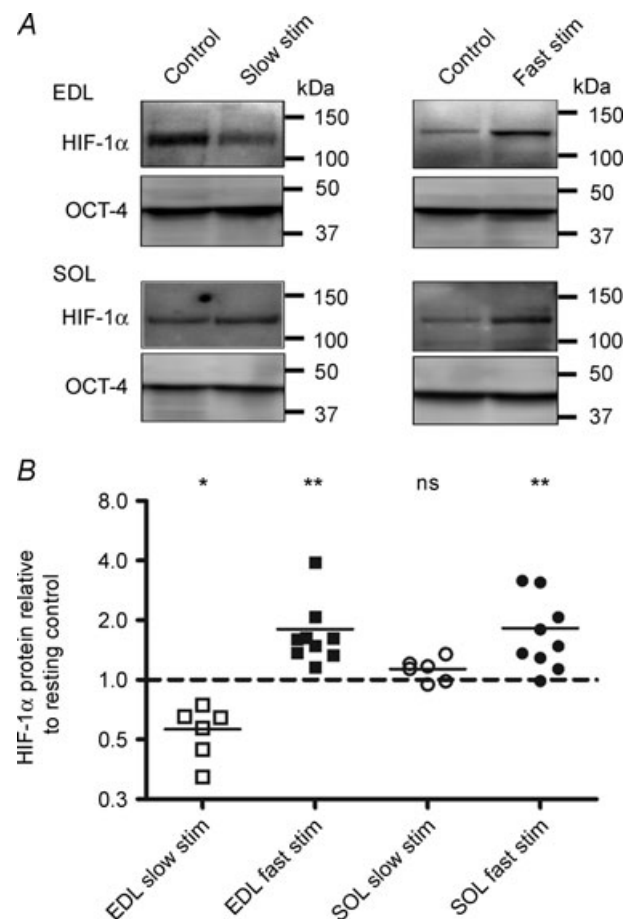 A
Control Slow stim Control Fast stim
EDL kDa kDa
HIF-1α 150 150
100 100
OCT-4 50 50
37 37
SOL
HIF-1α 150 150
100 100
OCT-4 50 50
37 37
B
* ** ns **
HIF-1α protein relative
to resting control
8.0
4.0
2.0
1.0
0.5
0.3
EDL slow stim EDL fast stim SOL slow stim SOL fast stim